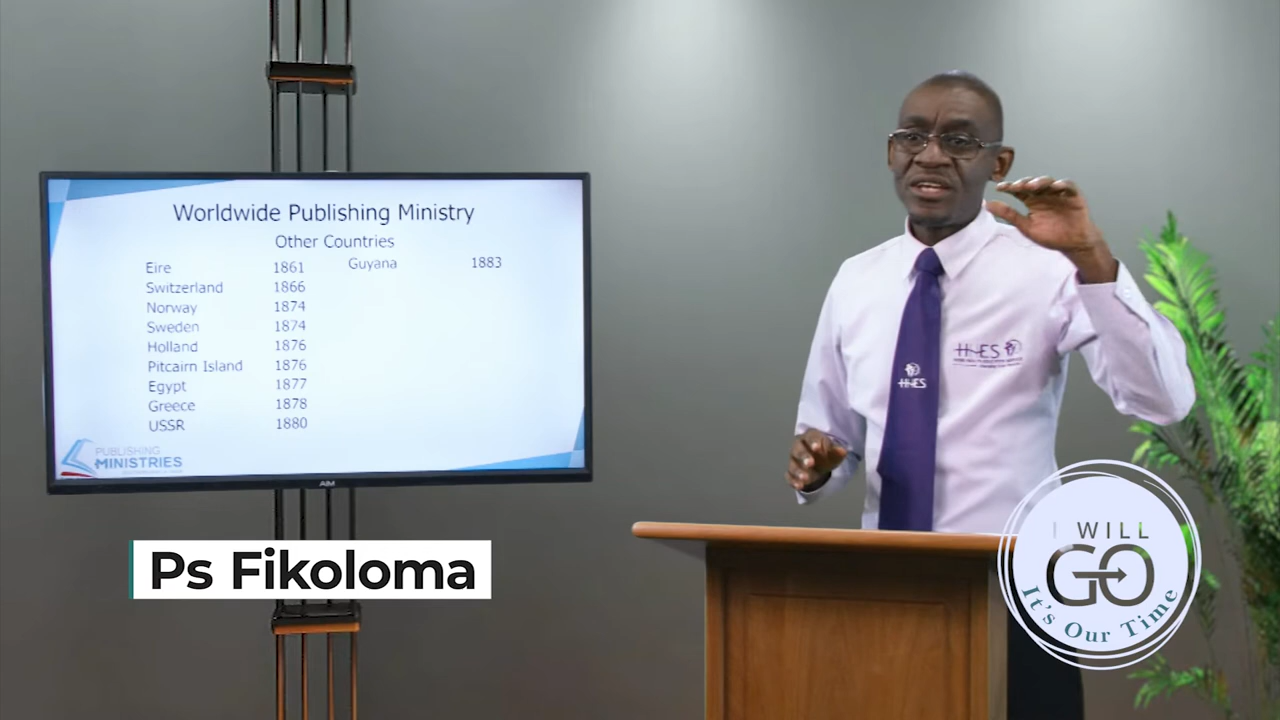 Worldwide Publishing Ministry
Other Countries
Eire 1861 Guyana 1883
Switzerland 1866
Norway 1874
Sweden 1874
Holland 1876
Pitcairn Island 1876
Egypt 1877
Greece 1878
USSR 1880
PUBLISHING
MINISTRIES
AIM
HHES
HHES
Ps Fikoloma
I WILL
GO
It's Our Time